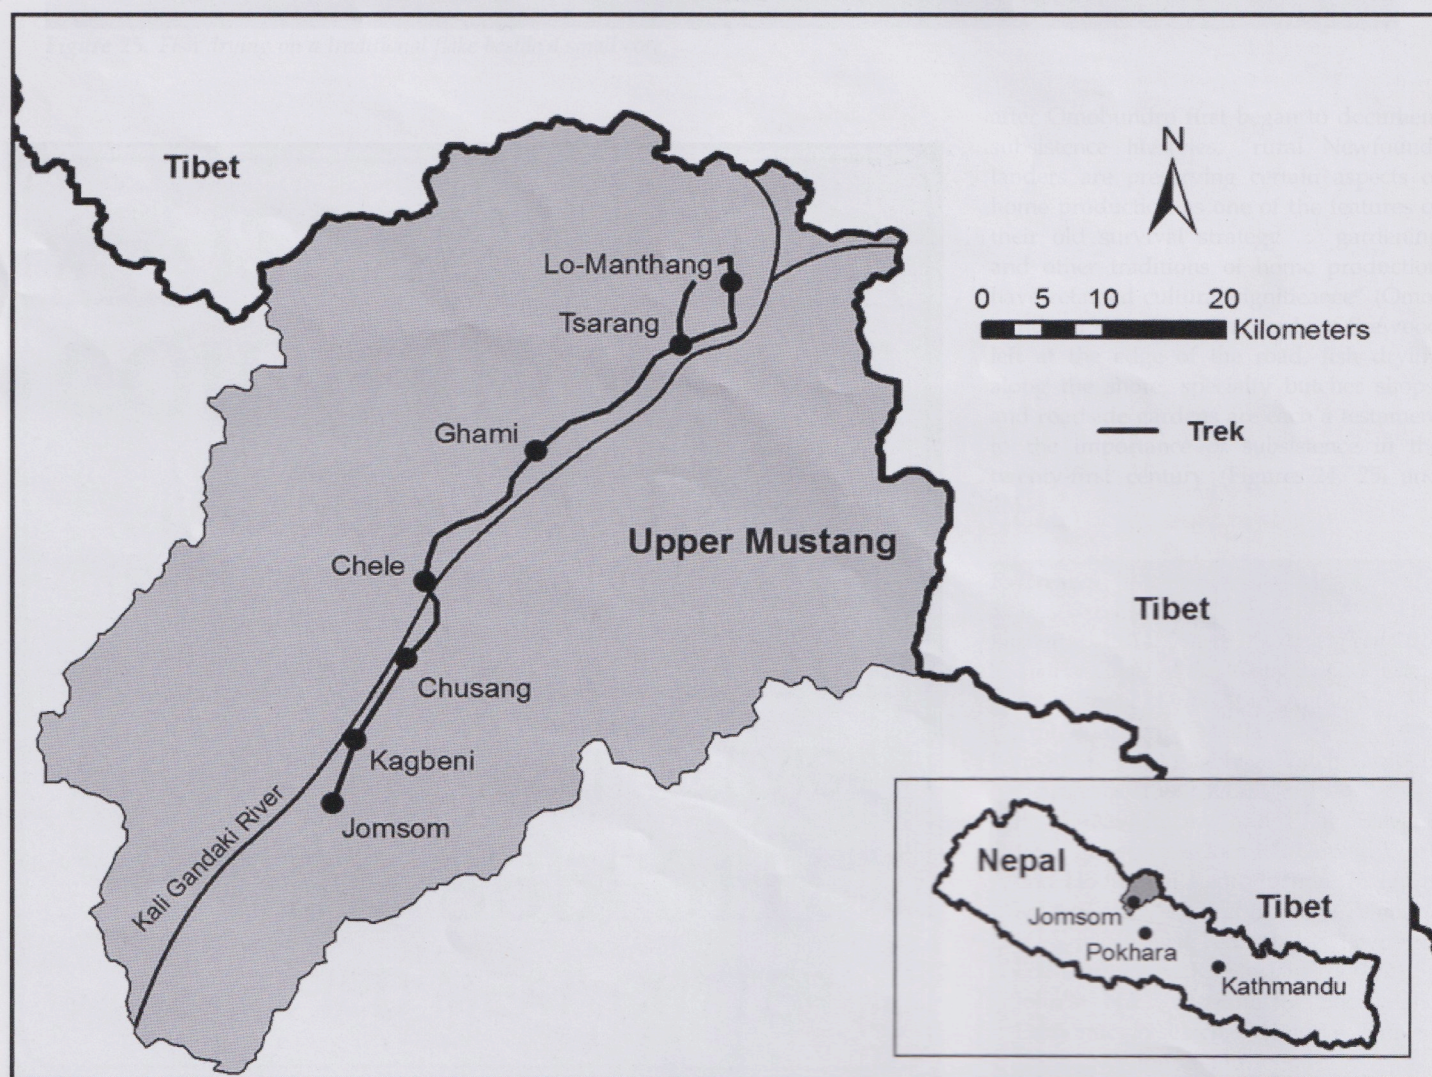 Tibet
N
Lo-Manthang
0 5 10 20
Kilometers
Tsarang
Trek
Ghami
Upper Mustang
Chele
Tibet
Chusang
Kagbeni
Jomsom
Kali Gandaki River
Nepal
Jomsom
Tibet
Pokhara
Kathmandu